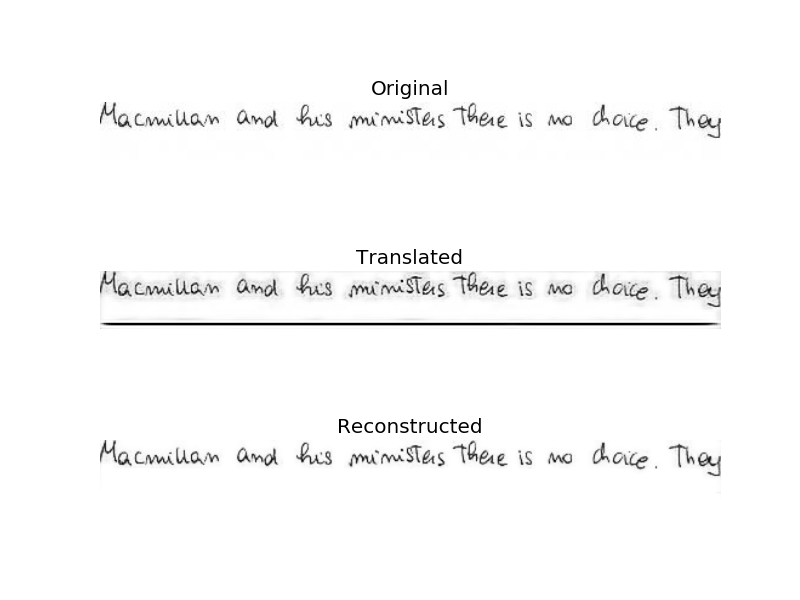 Original
Macmillan and his ministers there is no choice. They
Translated
Macmillan and his ministers there is no choice. They
Reconstructed
Macmillan and his ministers there is no choice. They